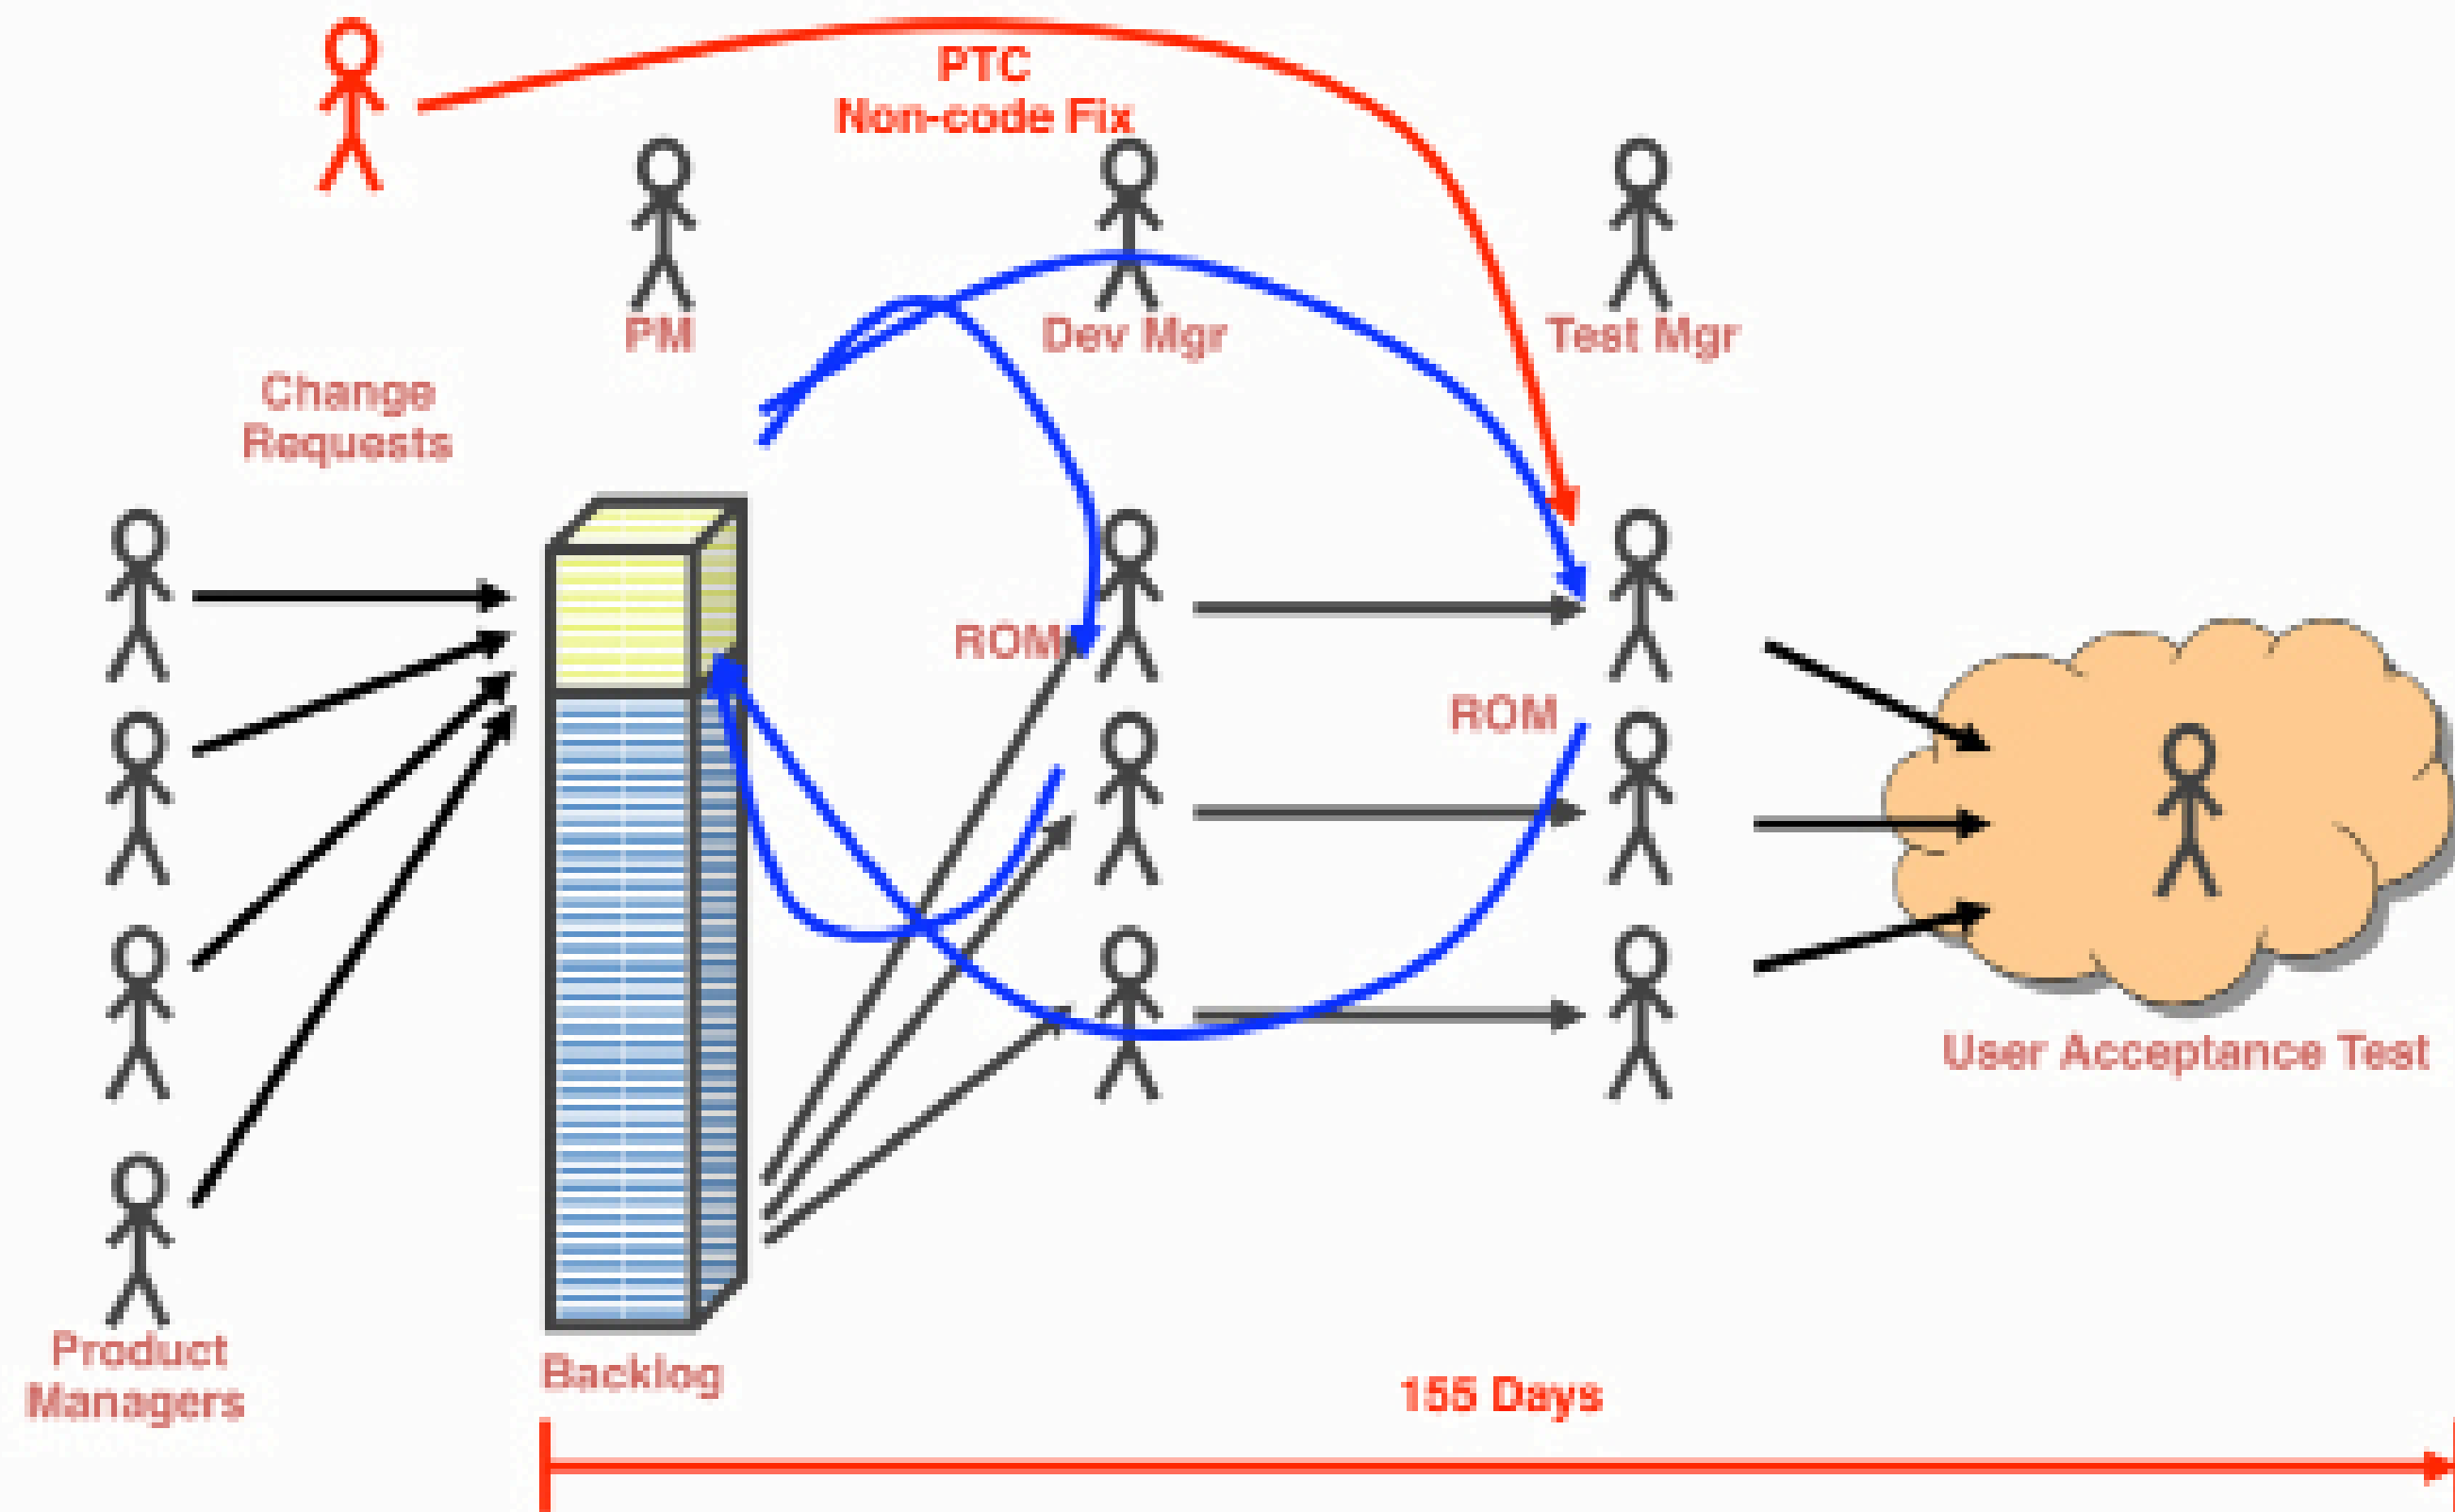 PTC
Non-code Fix
PM
Dev Mgr
Test Mgr
Change
Requests
ROM
ROM
User Acceptance Test
Product
Managers
Backlog
155 Days